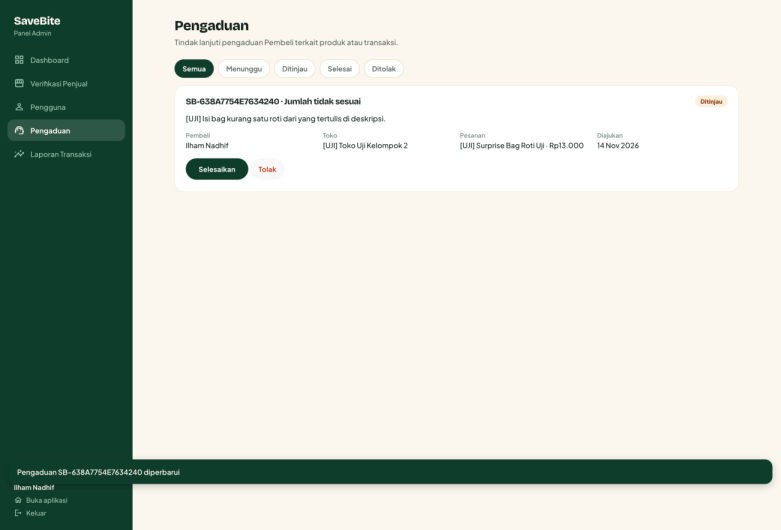 SaveBite
Panel Admin
Dashboard
Verifikasi Penjual
Pengguna
Pengaduan
Laporan Transaksi
Pengaduan
Tindak lanjuti pengaduan Pembeli terkait produk atau transaksi.
Semua Menunggu Ditinjau Selesai Ditolak
SB-638A7754E7634240 · Jumlah tidak sesuai Ditinjau
[UJI] Isi bag kurang satu roti dari yang tertulis di deskripsi.
Pembeli Toko Pesanan Diajukan
Ilham Nadhif [UJI] Toko Uji Kelompok 2 [UJI] Surprise Bag Roti Uji · Rp13.000 14 Nov 2026
Selesaikan Tolak
Pengaduan SB-638A7754E7634240 diperbarui
Ilham Nadhif
Buka aplikasi
Keluar